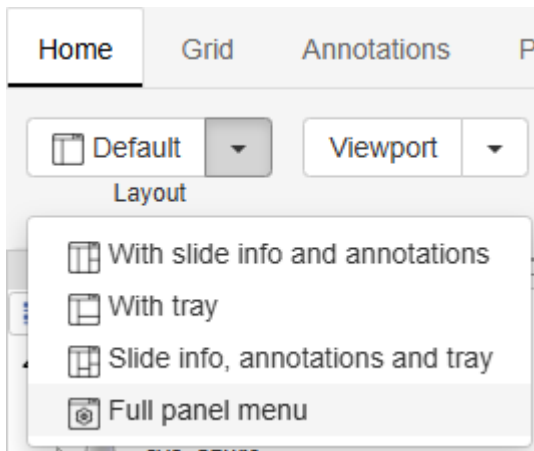 Home Grid Annotations P
Default Viewport
Layout
With slide info and annotations
With tray
Slide info, annotations and tray
Full panel menu